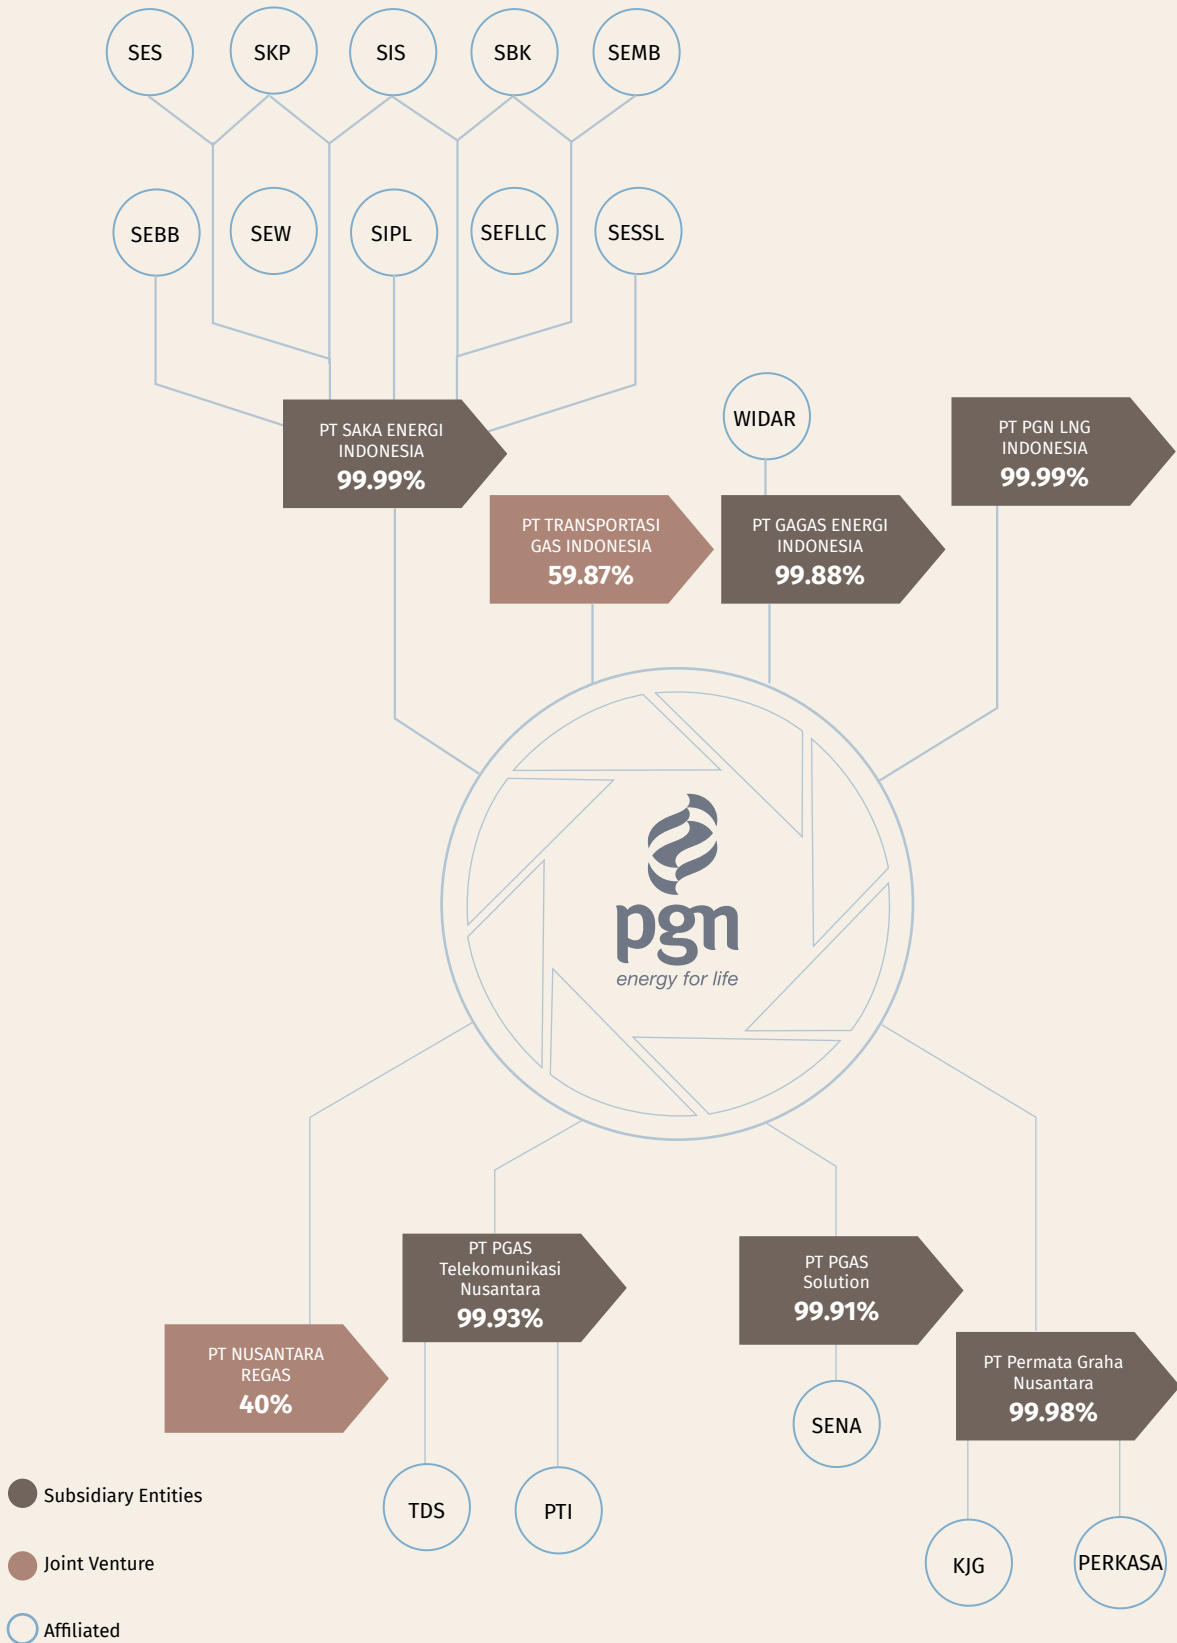 SES
SKP
SIS
SBK
SEMB
SEBB
SEW
SIPL
SEFLLC
SESSL
PT SAKA ENERGI
INDONESIA
99.99%
WIDAR
PT PGN LNG
INDONESIA
99.99%
PT TRANSPORTASI
GAS INDONESIA
59.87%
PT GAGAS ENERGI
INDONESIA
99.88%
pgn
energy for life
PT PGAS
Telekomunikasi
Nusantara
99.93%
PT PGAS
Solution
99.91%
PT NUSANTARA
REGAS
40%
PT Permata Graha
Nusantara
99.98%
SENA
TDS
PTI
KJG
PERKASA
Subsidiary Entities
Joint Venture
Affiliated